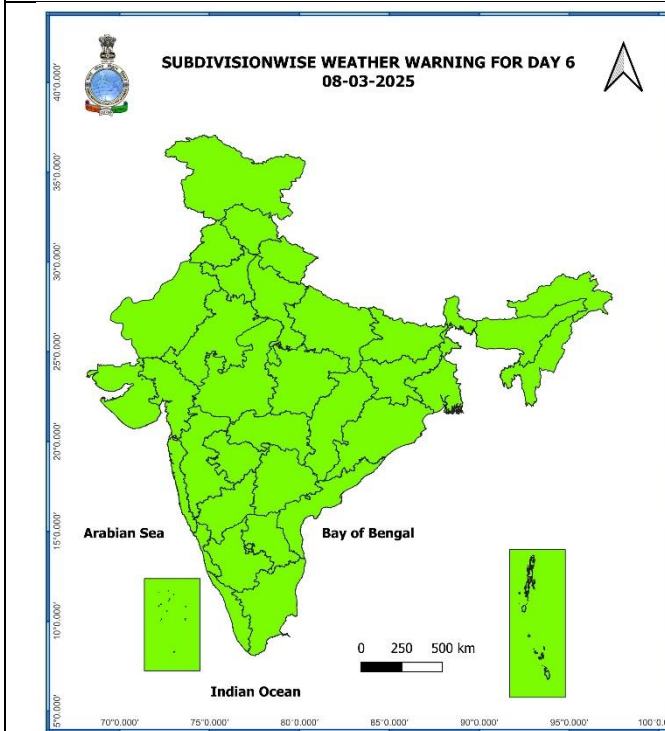 SUBDIVISIONWISE WEATHER WARNING FOR DAY 6
08-03-2025
40°0.000'
35°0.000'
30°0.000'
25°0.000'
20°0.000'
15°0.000'
10°0.000'
5°0.000'
Arabian Sea
Bay of Bengal
0 250 500 km
Indian Ocean
70°0.000' 75°0.000' 80°0.000' 85°0.000' 90°0.000' 95°0.000' 100°0.0